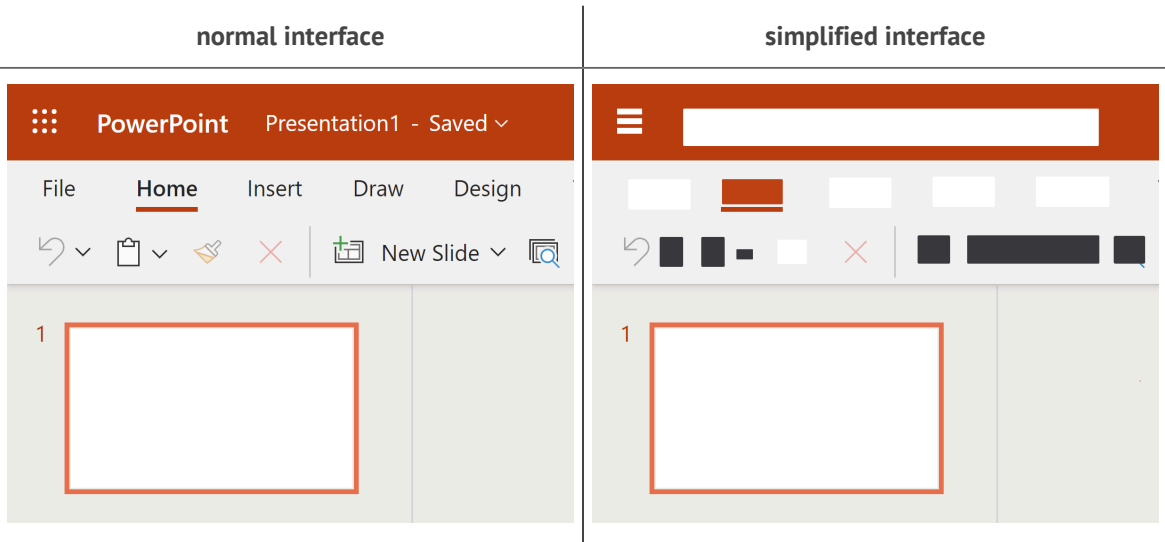 normal interface
simplified interface
PowerPoint Presentation1 - Saved
File Home Insert Draw Design
New Slide
1
1